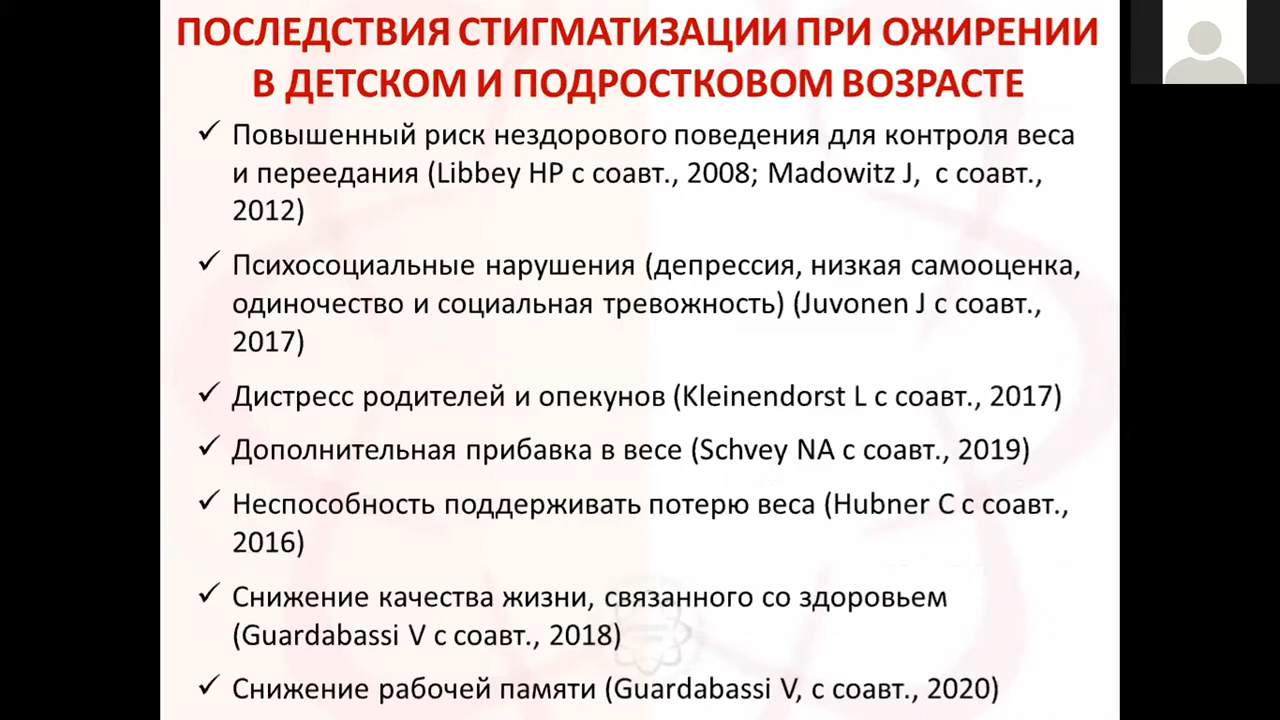 ПОСЛЕДСТВИЯ СТИГМАТИЗАЦИИ ПРИ ОЖИРЕНИИ
В ДЕТСКОМ И ПОДРОСТКОВОМ ВОЗРАСТЕ
✓ Повышенный риск нездорового поведения для контроля веса
и переедания (Libbey HP с соавт., 2008; Madowitz J, с соавт.,
2012)
✓ Психосоциальные нарушения (депрессия, низкая самооценка,
одиночество и социальная тревожность) (Juvonen J с соавт.,
2017)
✓ Дистресс родителей и опекунов (Kleinendorst L с соавт., 2017)
✓ Дополнительная прибавка в весе (Schvey NA с соавт., 2019)
✓ Неспособность поддерживать потерю веса (Hubner C с соавт.,
2016)
✓ Снижение качества жизни, связанного со здоровьем
(Guardabassi V с соавт., 2018)
✓ Снижение рабочей памяти (Guardabassi V, с соавт., 2020)